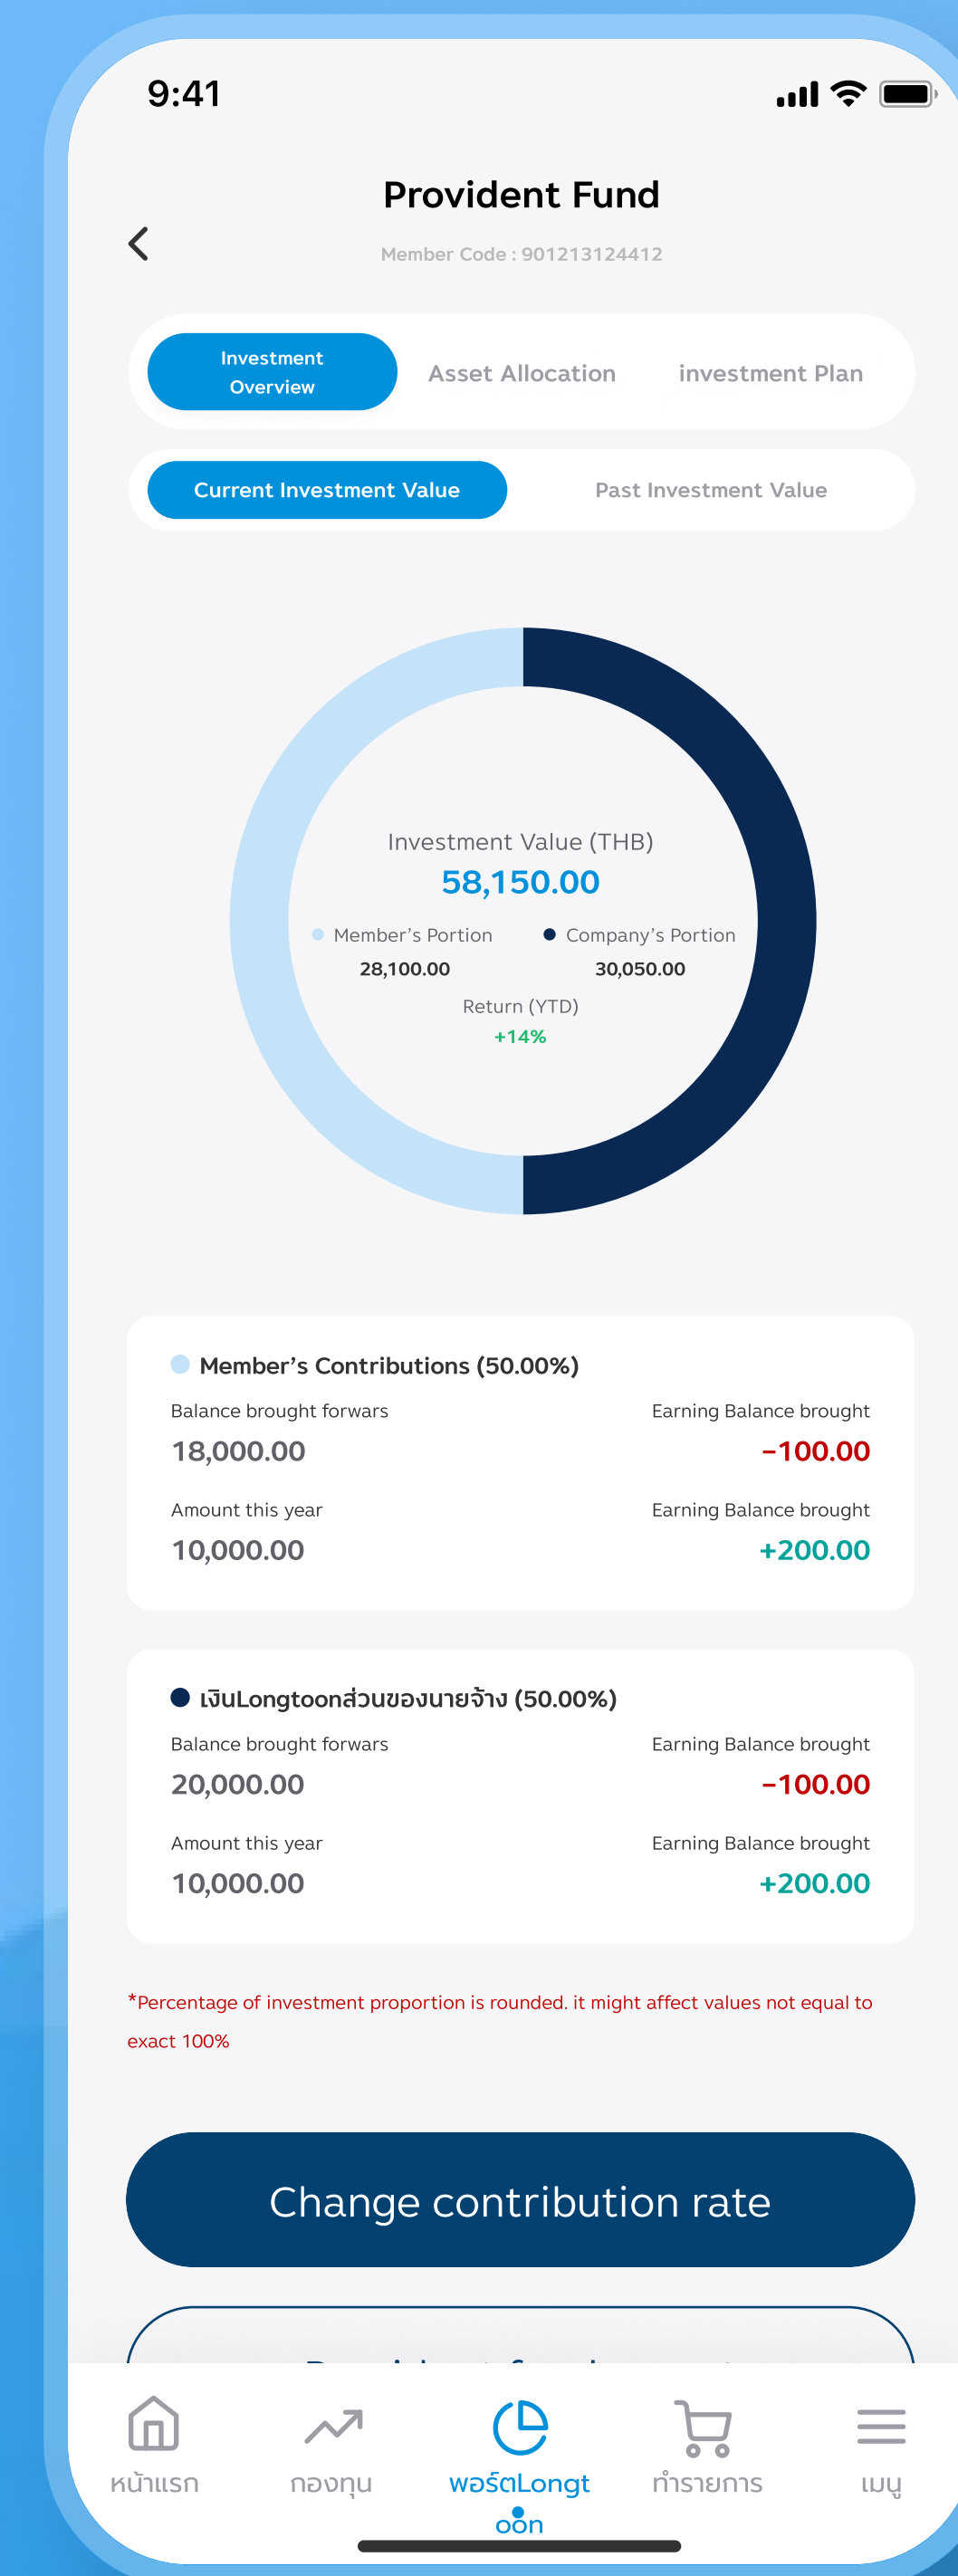 9:41
Provident Fund
Member Code : 901213124412
Investment
Overview
Asset Allocation
investment Plan
Current Investment Value
Past Investment Value
Investment Value (THB)
58,150.00
Member's Portion
Company's Portion
28,100.00
30,050.00
Return (YTD)
+14%
Member's Contributions (50.00%)
Balance brought forwars
Earning Balance brought
18,000.00
-100.00
Amount this year
Earning Balance brought
10,000.00
+200.00
เงินLongtoonส่วนของนายจ้าง (50.00%)
Balance brought forwars
Earning Balance brought
20,000.00
-100.00
Amount this year
Earning Balance brought
10,000.00
+200.00
*Percentage of investment proportion is rounded. it might affect values not equal to
exact 100%
Change contribution rate
หน้าแรก
กองทุน
พอร์ตLongt
oon
ทำรายการ
เมนู